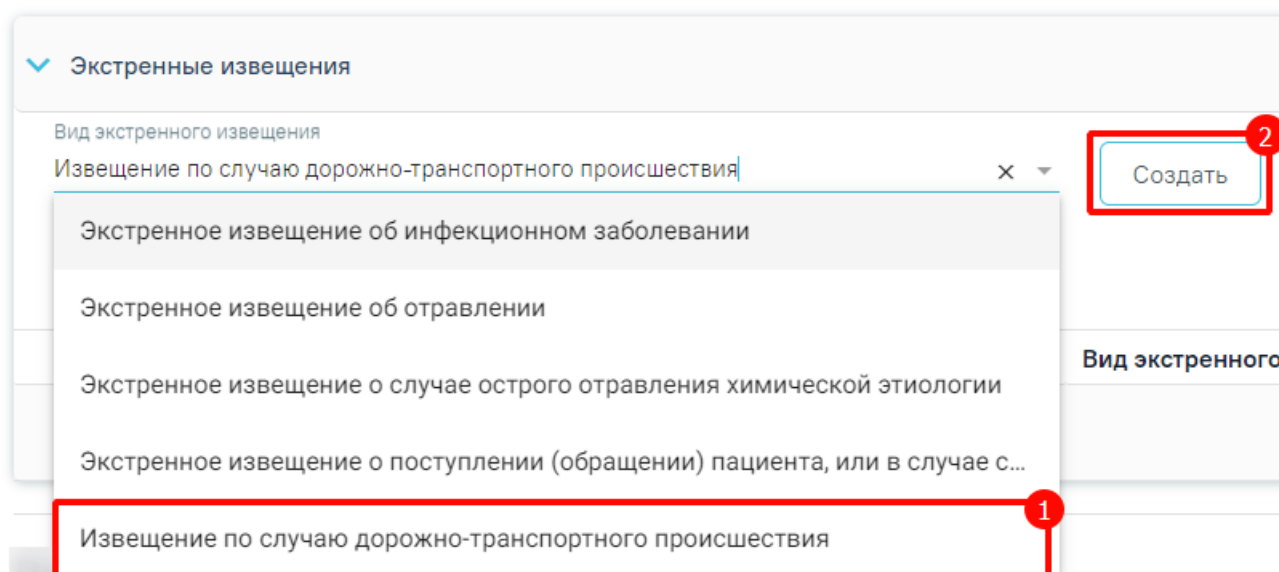 Экстренные извещения
Вид экстренного извещения
Извещение по случаю дорожно-транспортного происшествия
2
Создать
Экстренное извещение об инфекционном заболевании
Экстренное извещение об отравлении
Вид экстренного
Экстренное извещение о случае острого отравления химической этиологии
Экстренное извещение о поступлении (обращении) пациента, или в случае с...
1
Извещение по случаю дорожно-транспортного происшествия